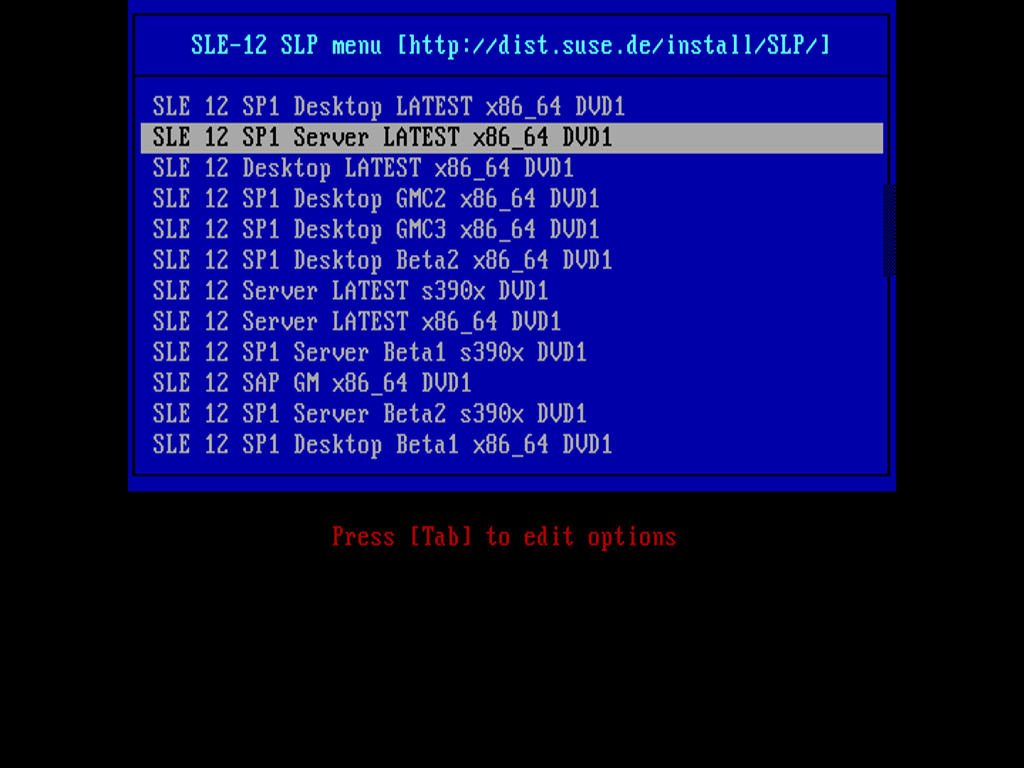 SLE-12 SLP menu [http://dist.suse.de/install/SLP/]
SLE 12 SP1 Desktop LATEST x86_64 DVD1
SLE 12 SP1 Server LATEST x86_64 DVD1
SLE 12 Desktop LATEST x86_64 DVD1
SLE 12 SP1 Desktop GMC2 x86_64 DVD1
SLE 12 SP1 Desktop GMC3 x86_64 DVD1
SLE 12 SP1 Desktop Beta2 x86_64 DVD1
SLE 12 Server LATEST s390x DVD1
SLE 12 Server LATEST x86_64 DVD1
SLE 12 SP1 Server Beta1 s390x DVD1
SLE 12 SAP GM x86_64 DVD1
SLE 12 SP1 Server Beta2 s390x DVD1
SLE 12 SP1 Desktop Beta1 x86_64 DVD1
Press [Tab] to edit options